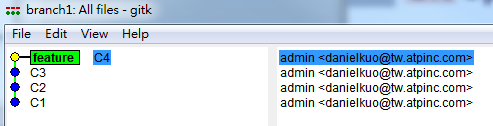 branch1: All files - gitk
File Edit View Help
feature C4 admin <danielkuo@tw.atpinc.com>
C3 admin <danielkuo@tw.atpinc.com>
C2 admin <danielkuo@tw.atpinc.com>
C1 admin <danielkuo@tw.atpinc.com>